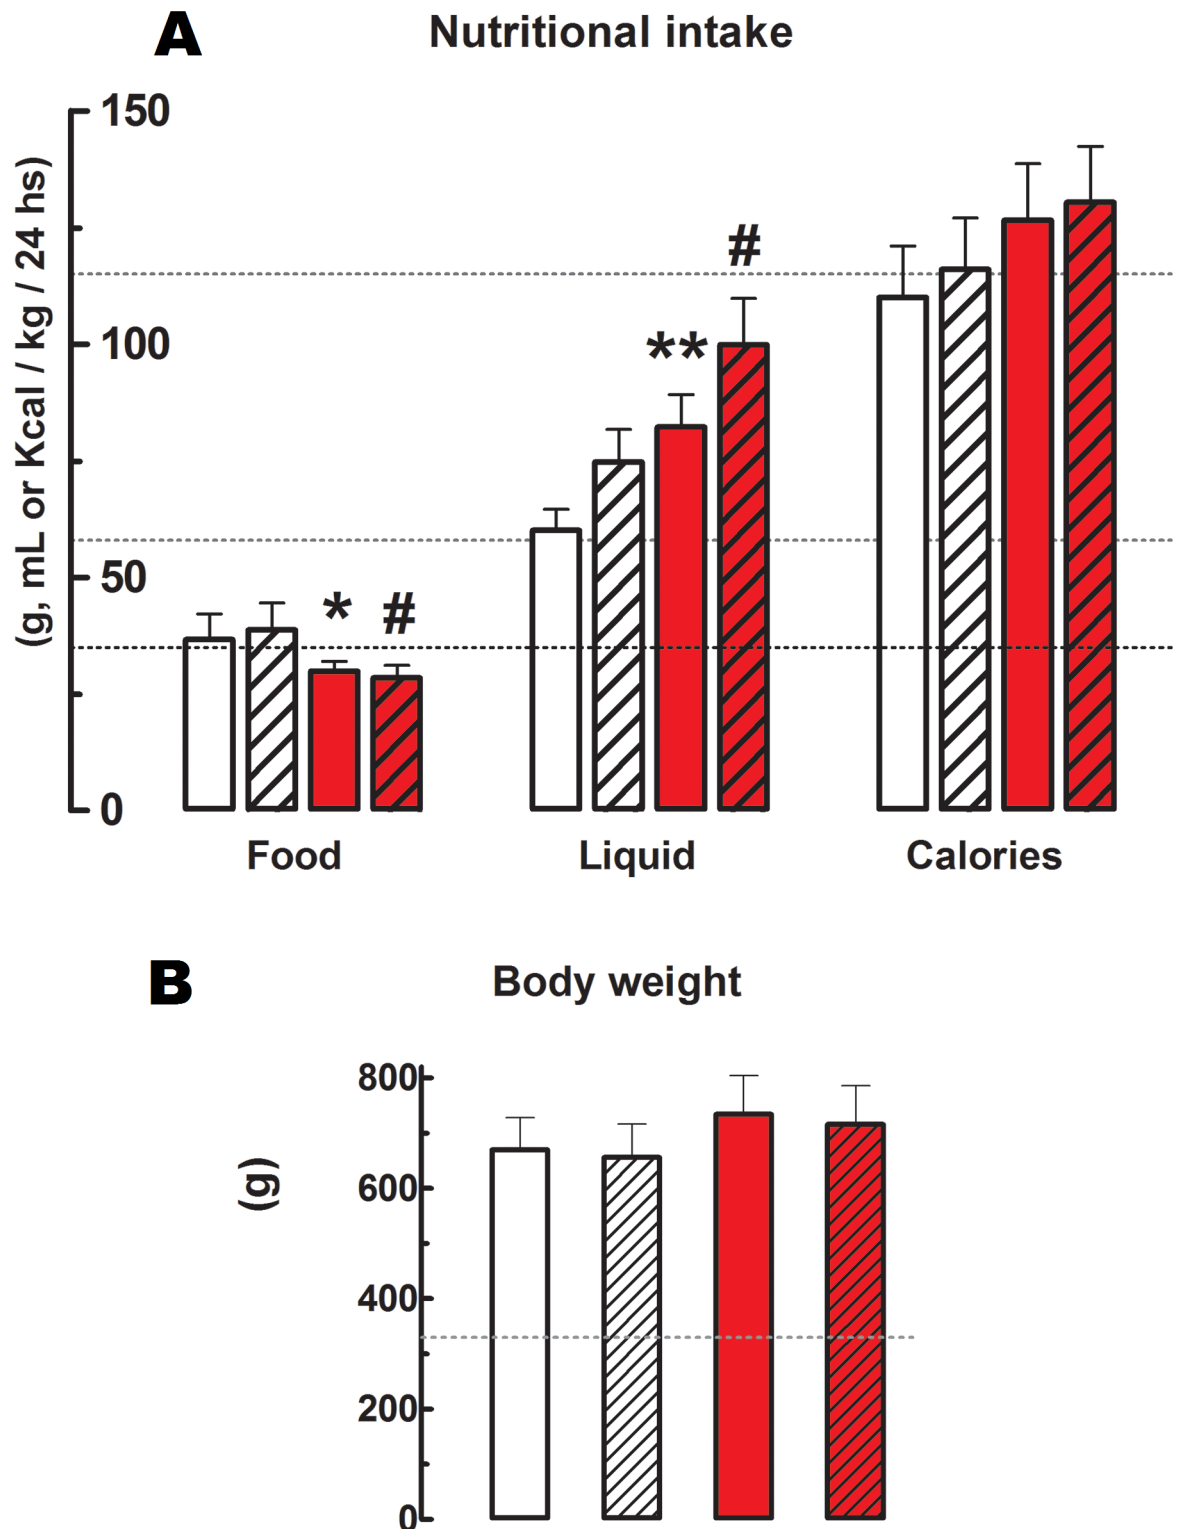 A
Nutritional intake
(g, mL or Kcal / kg / 24 hs)
150
100
50
0
*
#
**
#
Food
Liquid
Calories
B
Body weight
(g)
800
600
400
200
0